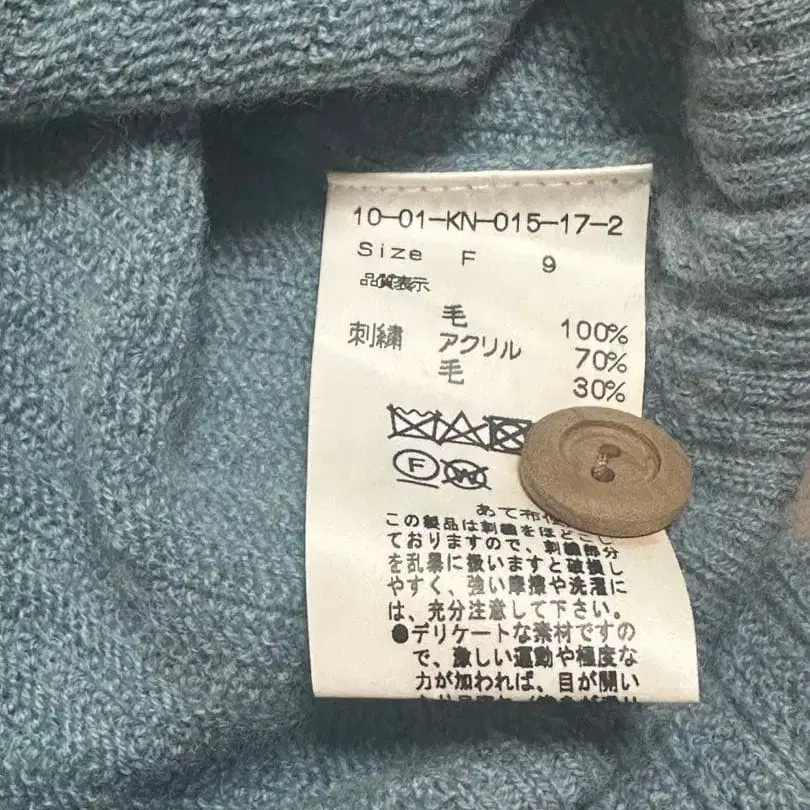 10-01-KN-015-17-2
Size F 9
品質表示
毛 100%
刺繍 アクリル 70%
毛 30%
F W
あて布
この製品は刺繍をほどこし
ておりますので、刺繍部分
を乱暴に扱いますと破損し
やすく、強い摩擦や洗濯に
は、充分注意して下さい。
●デリケートな素材ですの
で、激しい運動や極度な
力が加われば、目が開い